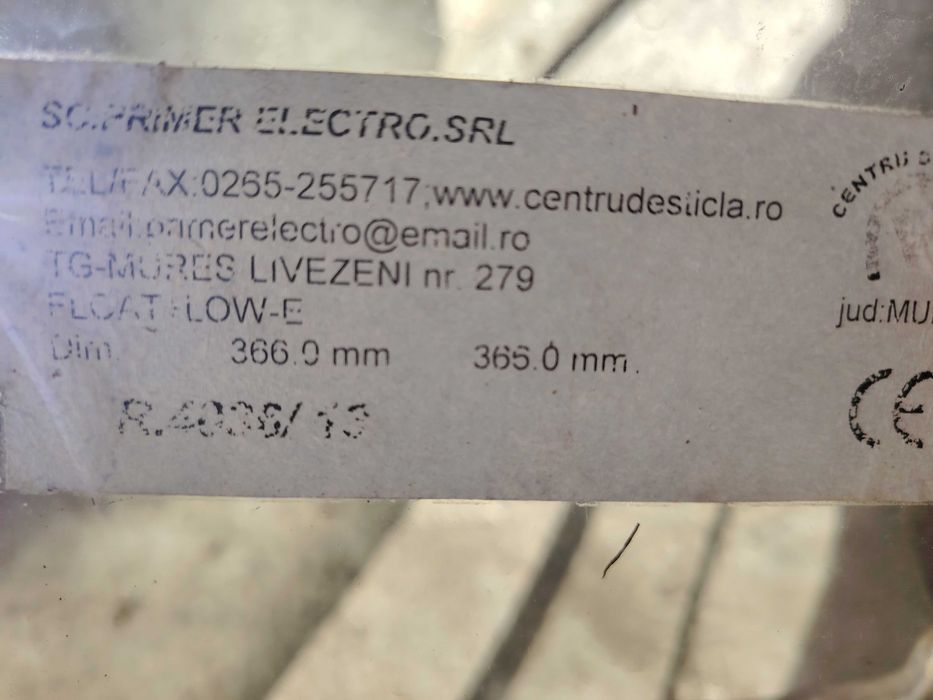 SC.PRIMER ELECTRO.SRL
TEL/FAX:0265-255717;www.centrudesticla.ro
Email:primerelectro@email.ro
TG-MURES LIVEZENI nr. 279
FLOAT+LOW-E
Dim. 366.0 mm 365.0 mm.
CENTRU
jud:MU
CE